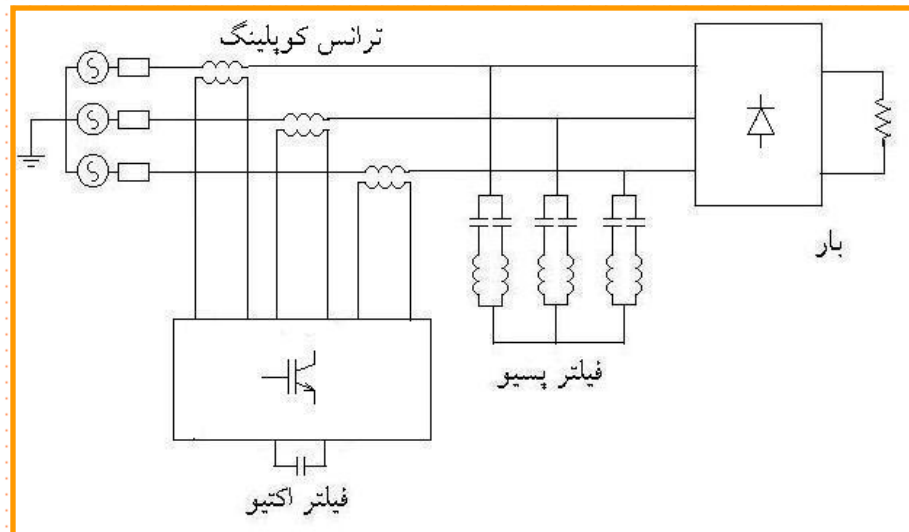 ترانس کوپلینگ
بار
فیلتر پسیو
فیلتر اکتیو